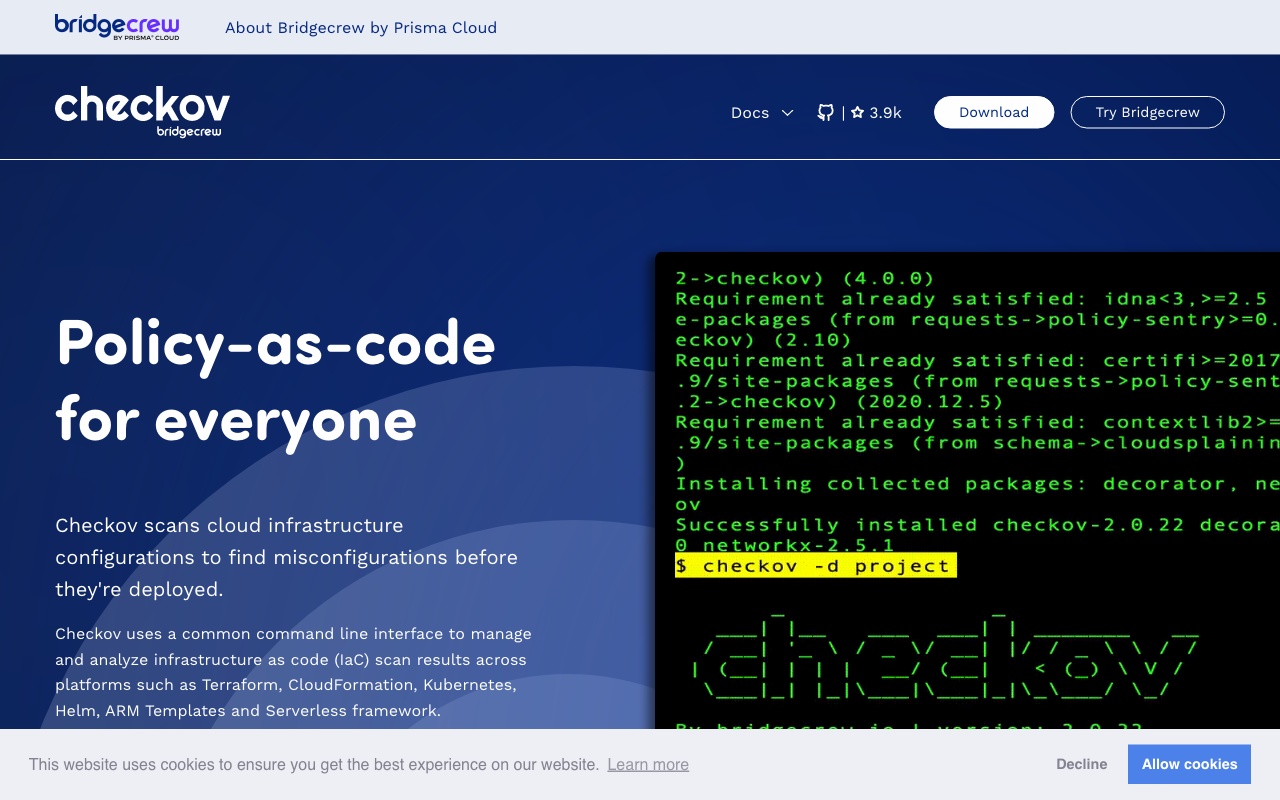 bridgecrew
BY PRISMA® CLOUD
About Bridgecrew by Prisma Cloud
checkov
bridgecrew
Docs
| 3.9k
Download
Try Bridgecrew
Policy-as-code
for everyone
Checkov scans cloud infrastructure
configurations to find misconfigurations before
they're deployed.
Checkov uses a common command line interface to manage
and analyze infrastructure as code (IaC) scan results across
platforms such as Terraform, CloudFormation, Kubernetes,
Helm, ARM Templates and Serverless framework.
2->checkov) (4.0.0)
Requirement already satisfied: idna<3,>=2.5
e-packages (from requests->policy-sentry>=0.
eckov) (2.10)
Requirement already satisfied: certifi>=2017
.9/site-packages (from requests->policy-sent
.2->checkov) (2020.12.5)
Requirement already satisfied: contextlib2>=
.9/site-packages (from schema->cloudsplainin
)
Installing collected packages: decorator, ne
ov
Successfully installed checkov-2.0.22 decora
0 networkx-2.5.1
$ checkov -d project
checkov
By bridgecrew.io | version: 2.0.22
This website uses cookies to ensure you get the best experience on our website. Learn more
Decline
Allow cookies